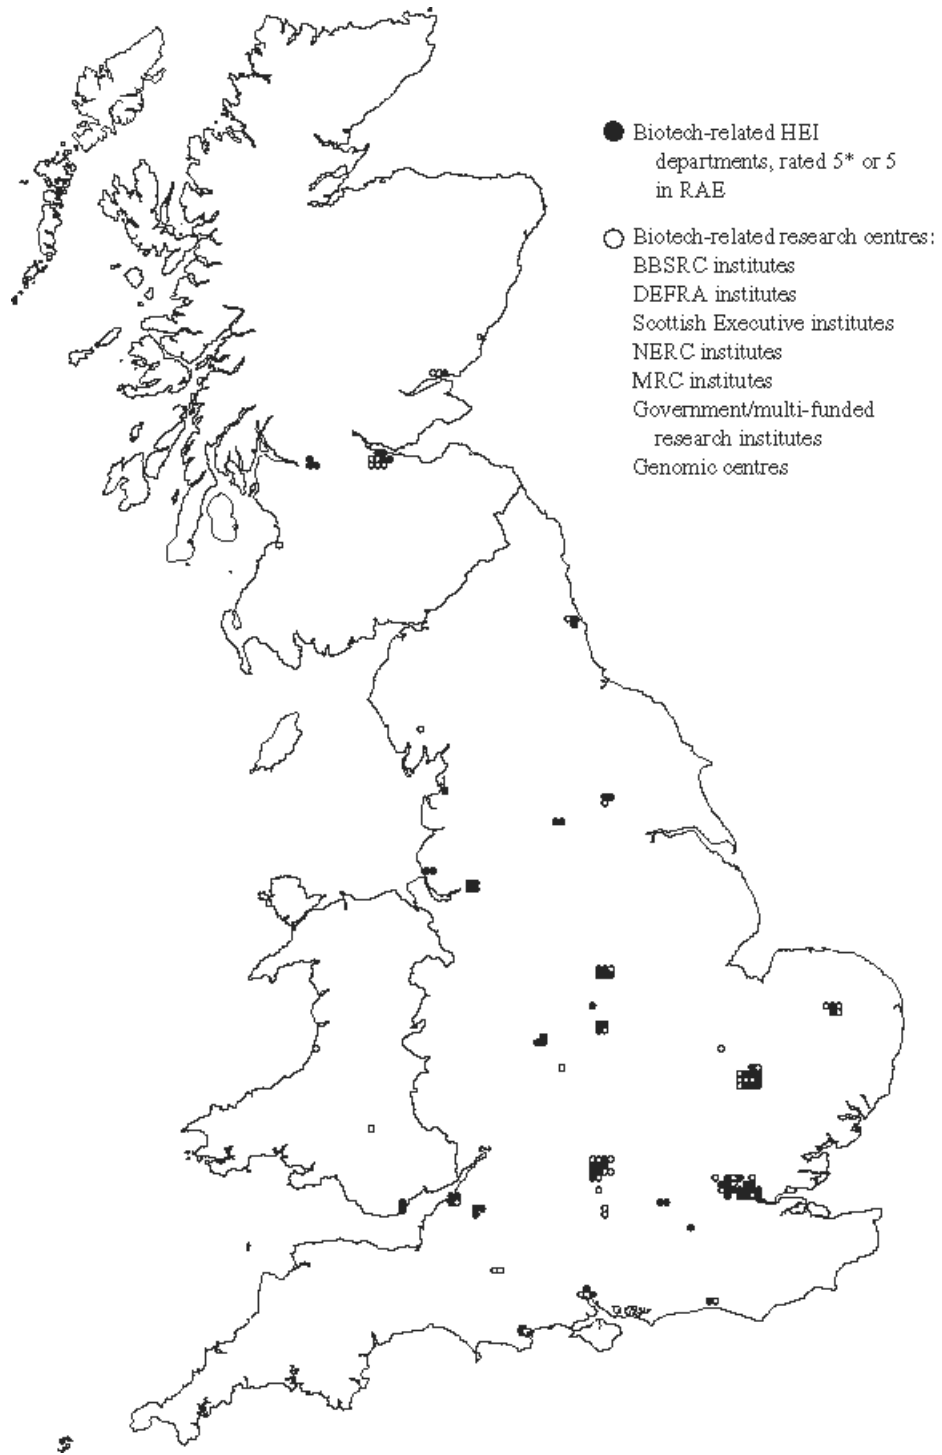 Biotech-related HEI
departments, rated 5* or 5
in RAE
Biotech-related research centres:
BBSRC institutes
DEFRA institutes
Scottish Executive institutes
NERC institutes
MRC institutes
Government/multi-funded
research institutes
Genomic centres